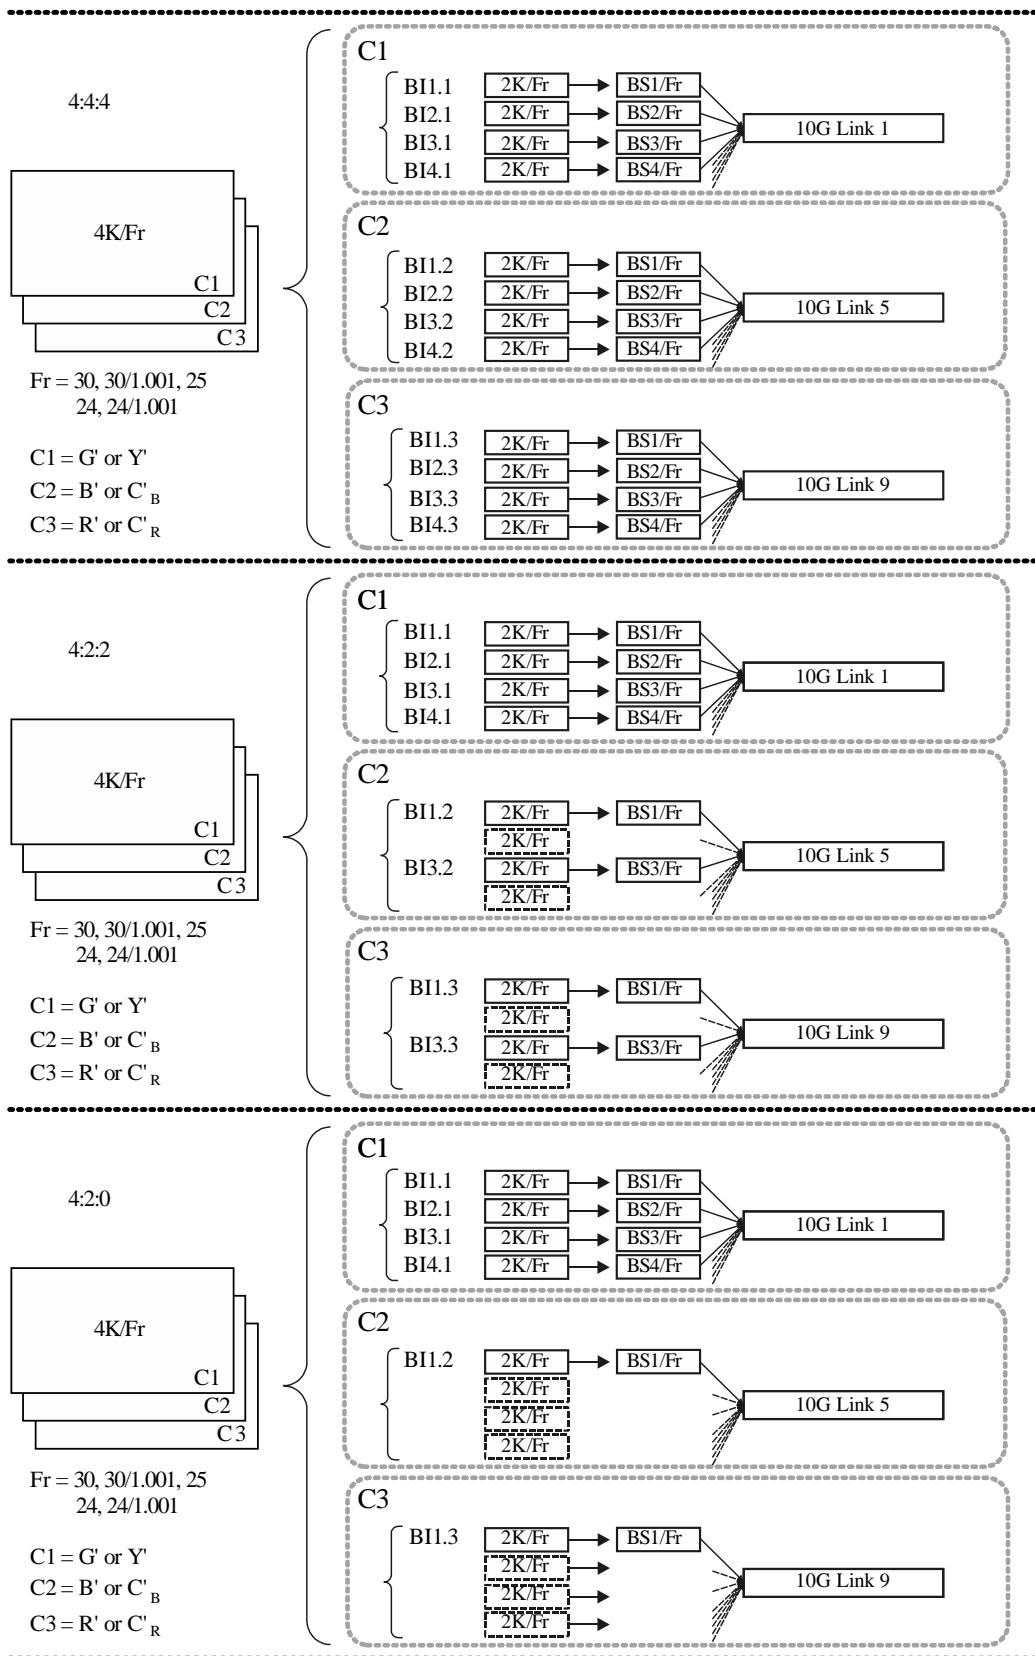 4:4:4
4K/Fr
C1
C2
C3
Fr = 30, 30/1.001, 25
24, 24/1.001
C1 = G' or Y'
C2 = B' or C'B
C3 = R' or C'R
C1
BI1.1 2K/Fr BS1/Fr
BI2.1 2K/Fr BS2/Fr
BI3.1 2K/Fr BS3/Fr
BI4.1 2K/Fr BS4/Fr
10G Link 1
C2
BI1.2 2K/Fr BS1/Fr
BI2.2 2K/Fr BS2/Fr
BI3.2 2K/Fr BS3/Fr
BI4.2 2K/Fr BS4/Fr
10G Link 5
C3
BI1.3 2K/Fr BS1/Fr
BI2.3 2K/Fr BS2/Fr
BI3.3 2K/Fr BS3/Fr
BI4.3 2K/Fr BS4/Fr
10G Link 9
4:2:2
4K/Fr
C1
C2
C3
Fr = 30, 30/1.001, 25
24, 24/1.001
C1 = G' or Y'
C2 = B' or C'B
C3 = R' or C'R
C1
BI1.1 2K/Fr BS1/Fr
BI2.1 2K/Fr BS2/Fr
BI3.1 2K/Fr BS3/Fr
BI4.1 2K/Fr BS4/Fr
10G Link 1
C2
BI1.2 2K/Fr BS1/Fr
2K/Fr
BI3.2 2K/Fr BS3/Fr
2K/Fr
10G Link 5
C3
BI1.3 2K/Fr BS1/Fr
2K/Fr
BI3.3 2K/Fr BS3/Fr
2K/Fr
10G Link 9
4:2:0
4K/Fr
C1
C2
C3
Fr = 30, 30/1.001, 25
24, 24/1.001
C1 = G' or Y'
C2 = B' or C'B
C3 = R' or C'R
C1
BI1.1 2K/Fr BS1/Fr
BI2.1 2K/Fr BS2/Fr
BI3.1 2K/Fr BS3/Fr
BI4.1 2K/Fr BS4/Fr
10G Link 1
C2
BI1.2 2K/Fr BS1/Fr
2K/Fr
2K/Fr
2K/Fr
10G Link 5
C3
BI1.3 2K/Fr BS1/Fr
2K/Fr
2K/Fr
2K/Fr
10G Link 9